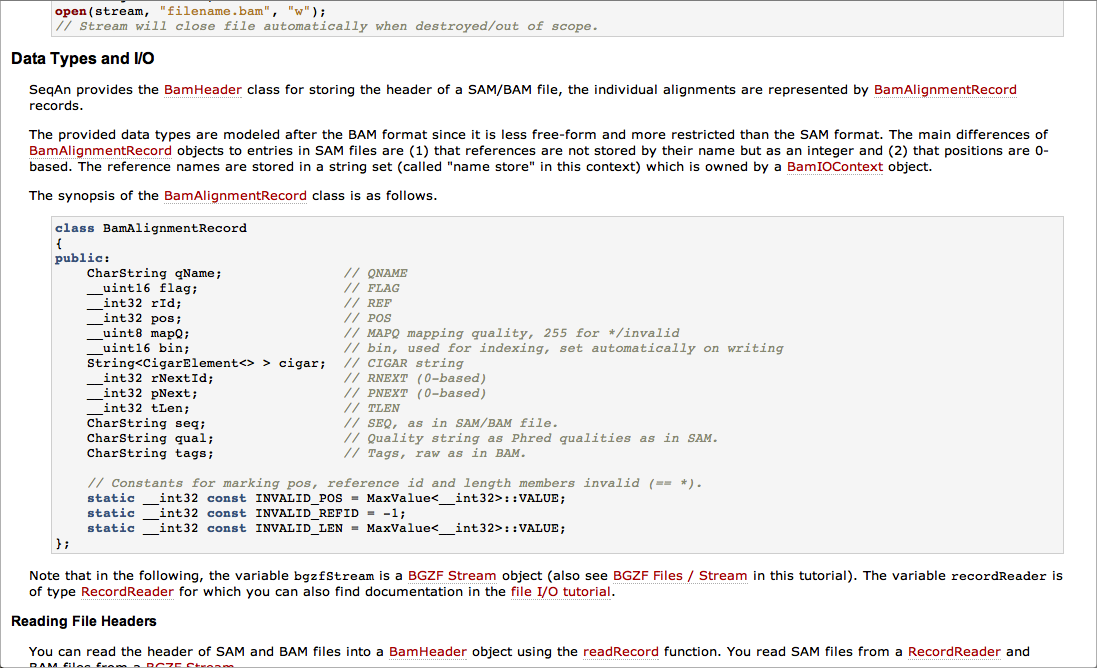 open(stream, "filename.bam", "w");
// Stream will close file automatically when destroyed/out of scope.
Data Types and I/O
SeqAn provides the BamHeader class for storing the header of a SAM/BAM file, the individual alignments are represented by BamAlignmentRecord
records.
The provided data types are modeled after the BAM format since it is less free-form and more restricted than the SAM format. The main differences of
BamAlignmentRecord objects to entries in SAM files are (1) that references are not stored by their name but as an integer and (2) that positions are 0-
based. The reference names are stored in a string set (called "name store" in this context) which is owned by a BamIOContext object.
The synopsis of the BamAlignmentRecord class is as follows.
class BamAlignmentRecord
{
public:
    CharString qName;               // QNAME
    __uint16 flag;                  // FLAG
    __int32 rId;                    // REF
    __int32 pos;                    // POS
    __uint8 mapQ;                   // MAPQ mapping quality, 255 for */invalid
    __uint16 bin;                   // bin, used for indexing, set automatically on writing
    String<CigarElement<> > cigar;  // CIGAR string
    __int32 rNextId;                // RNEXT (0-based)
    __int32 pNext;                  // PNEXT (0-based)
    __int32 tLen;                   // TLEN
    CharString seq;                 // SEQ, as in SAM/BAM file.
    CharString qual;                // Quality string as Phred qualities as in SAM.
    CharString tags;                // Tags, raw as in BAM.
    // Constants for marking pos, reference id and length members invalid (== *).
    static __int32 const INVALID_POS = MaxValue<__int32>::VALUE;
    static __int32 const INVALID_REFID = -1;
    static __int32 const INVALID_LEN = MaxValue<__int32>::VALUE;
};
Note that in the following, the variable bgzfStream is a BGZF Stream object (also see BGZF Files / Stream in this tutorial). The variable recordReader is
of type RecordReader for which you can also find documentation in the file I/O tutorial.
Reading File Headers
You can read the header of SAM and BAM files into a BamHeader object using the readRecord function. You read SAM files from a RecordReader and
BAM files from a BGZF Stream.